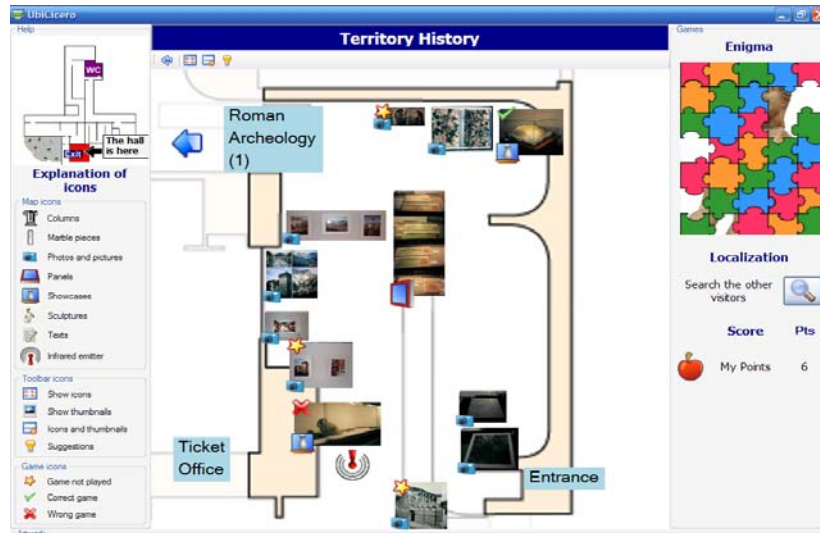 UbiCicero
Help
WC
Exit
The hall
is here
Explanation of
icons
Map icons
Columns
Marble pieces
Photos and pictures
Panels
Showcases
Sculptures
Texts
Infrared emitter
Toolbar icons
Show icons
Show thumbnails
Icons and thumbnails
Suggestions
Game icons
Game not played
Correct game
Wrong game
Territory History
Roman
Archeology
(1)
Ticket
Office
Entrance
Games
Enigma
Localization
Search the other
visitors
Score Pts
My Points 6